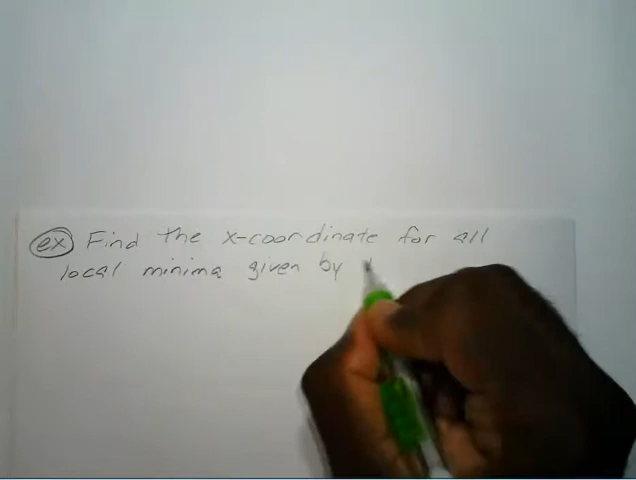 ex Find the x-coordinate for all
local minima given by